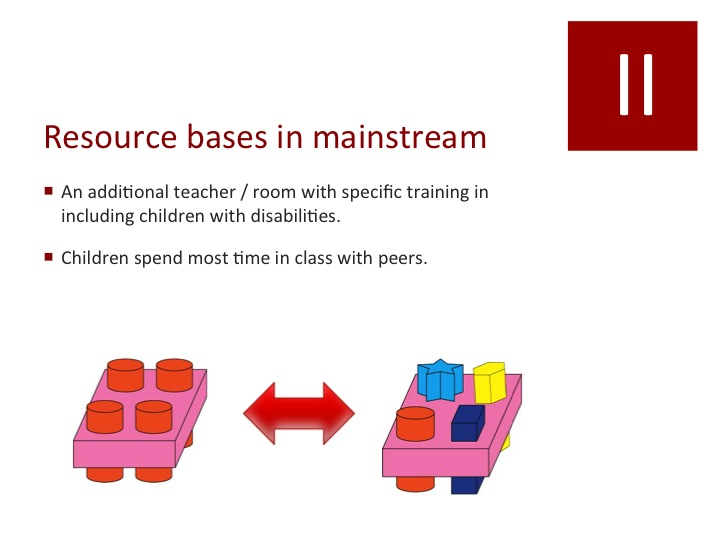 II
Resource bases in mainstream
▪ An additional teacher / room with specific training in
including children with disabilities.
▪ Children spend most time in class with peers.